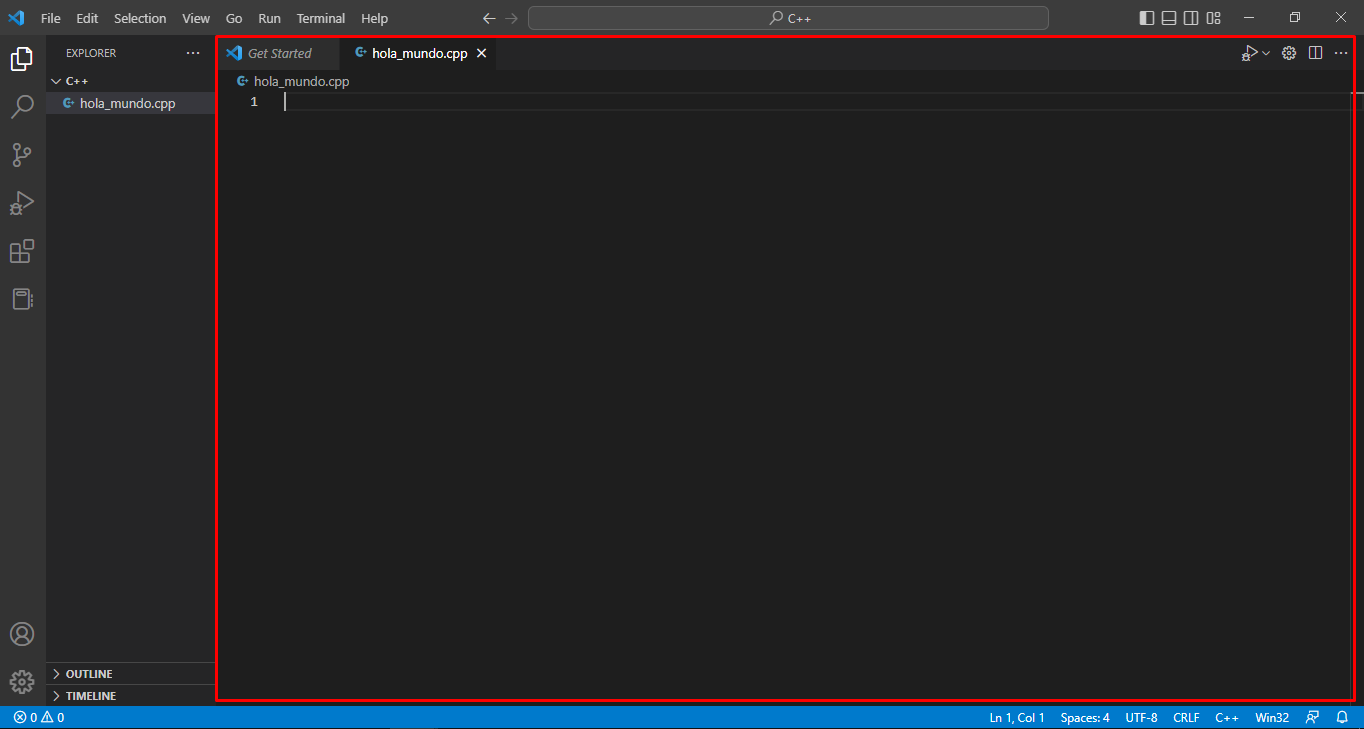 File Edit Selection View Go Run Terminal Help C++
EXPLORER
C++
hola_mundo.cpp
Get Started hola_mundo.cpp
hola_mundo.cpp
1
OUTLINE
TIMELINE
0 0 Ln 1, Col 1 Spaces: 4 UTF-8 CRLF C++ Win32